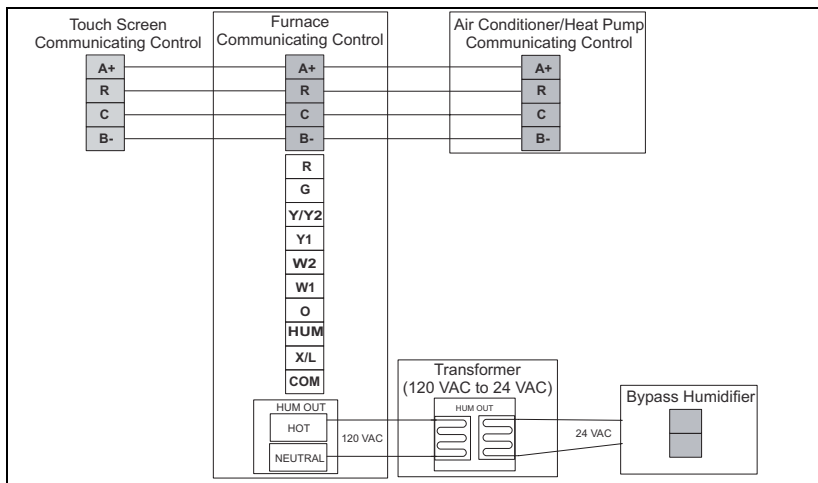 Touch Screen
Communicating Control
Furnace
Communicating Control
Air Conditioner/Heat Pump
Communicating Control
A+
R
C
B-
A+
R
C
B-
A+
R
C
B-
R
G
Y/Y2
Y1
W2
W1
O
HUM
X/L
COM
HUM OUT
HOT
NEUTRAL
120 VAC
Transformer
(120 VAC to 24 VAC)
HUM OUT
24 VAC
Bypass Humidifier